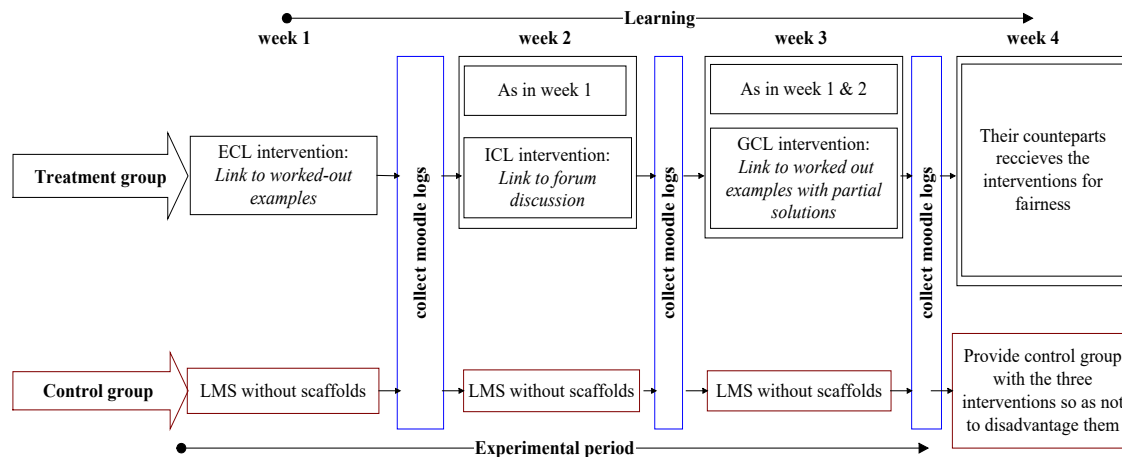 Learning
week 1
week 2
week 3
week 4
Treatment group
ECL intervention:
Link to worked-out
examples
collect moodle logs
As in week 1
ICL intervention:
Link to forum
discussion
collect moodle logs
As in week 1 & 2
GCL intervention:
Link to worked out
examples with partial
solutions
collect moodle logs
Their counterparts
reccieves the
interventions for
fairness
Control group
LMS without scaffolds
LMS without scaffolds
LMS without scaffolds
Provide control group
with the three
interventions so as not
to disadvantage them
Experimental period